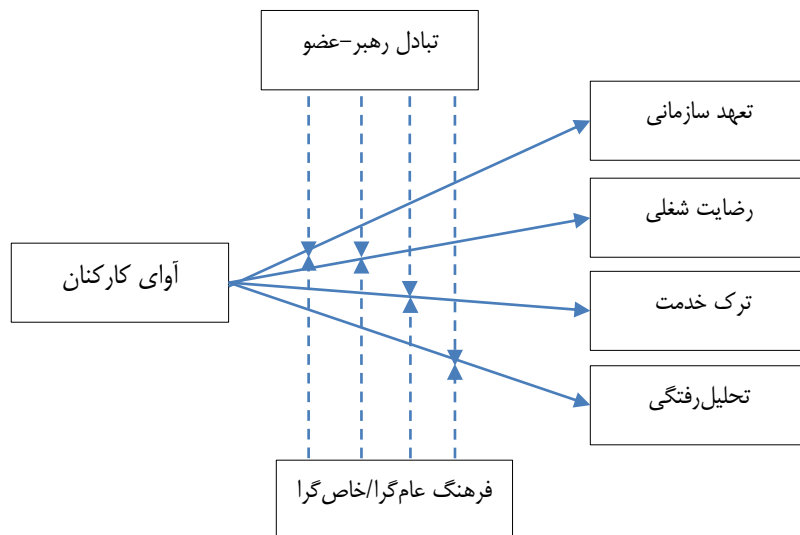 تبادل رهبر-عضو
تعهد سازمانی
رضایت شغلی
آوای کارکنان
ترک خدمت
تحلیل‌رفتگی
فرهنگ عام‌گرا/خاص‌گرا